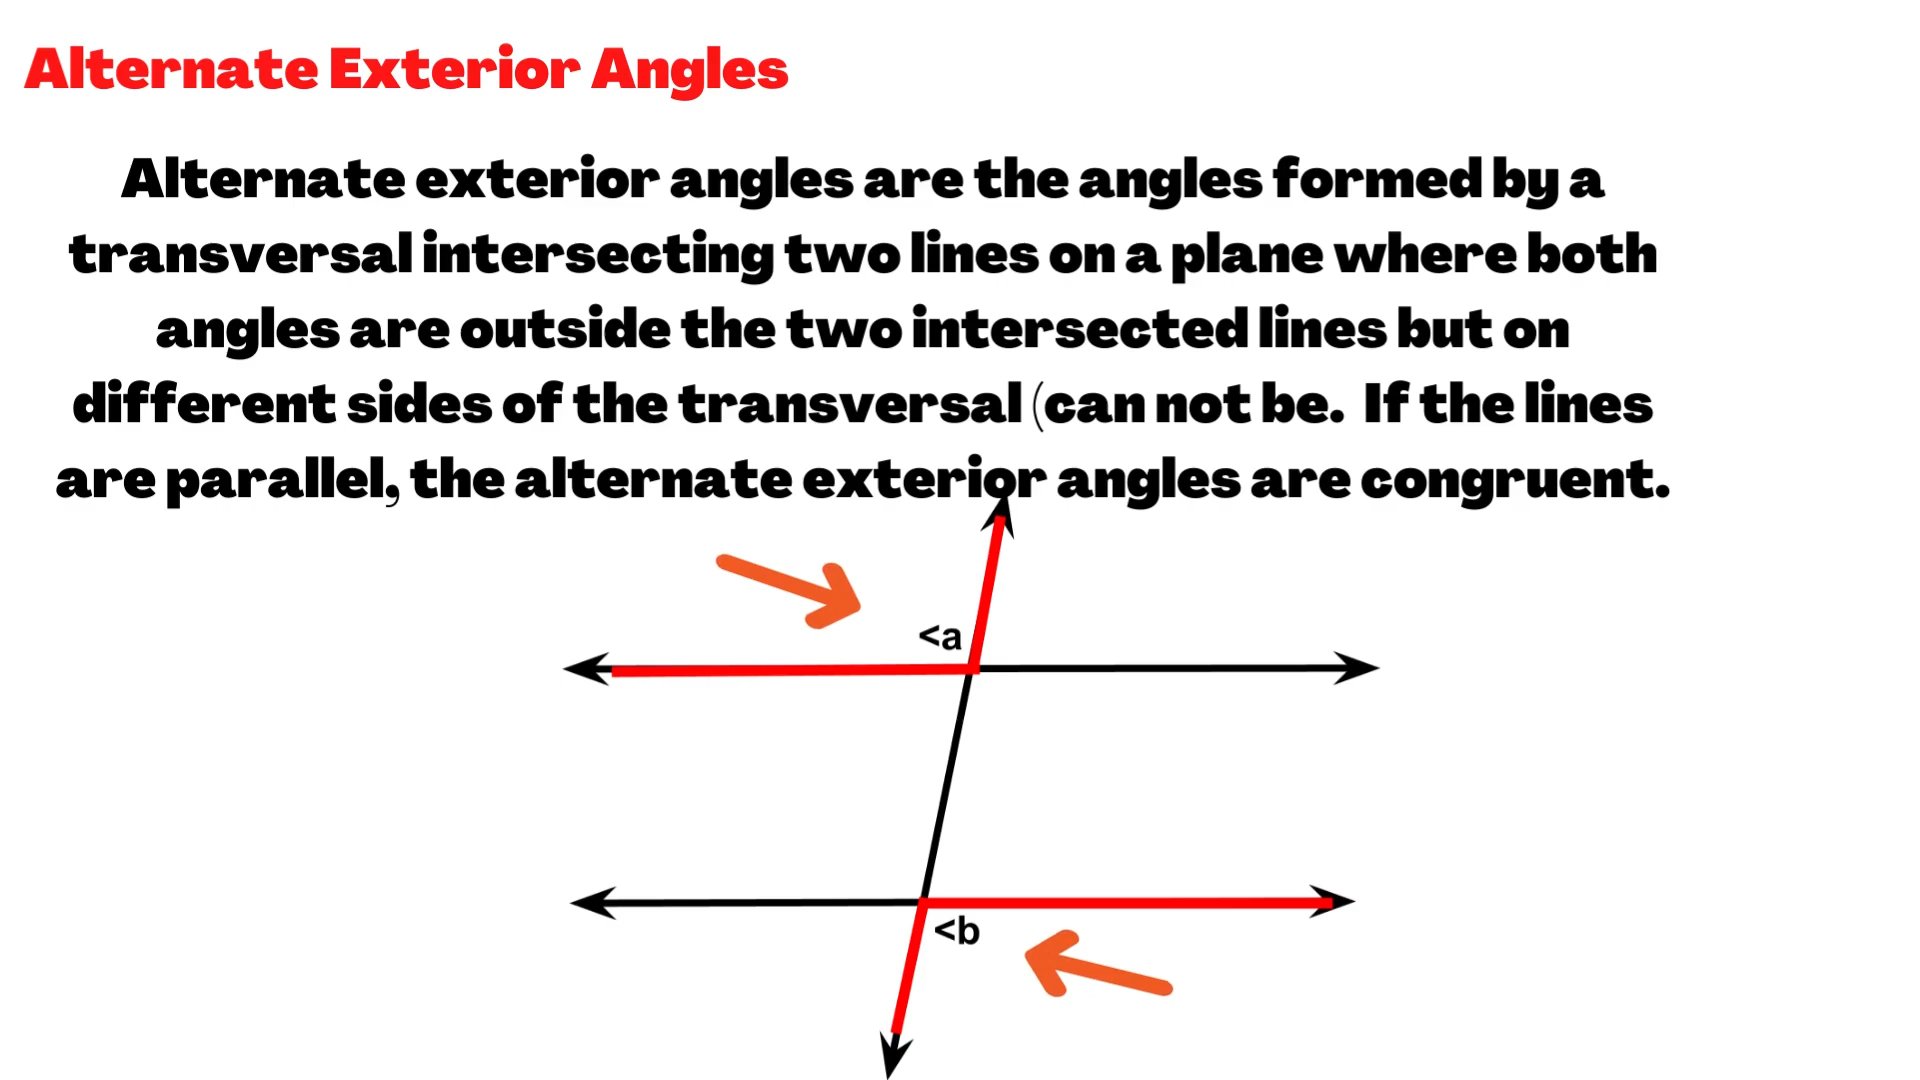 Alternate Exterior Angles
Alternate exterior angles are the angles formed by a
transversal intersecting two lines on a plane where both
angles are outside the two intersected lines but on
different sides of the transversal (can not be.  If the lines
are parallel, the alternate exterior angles are congruent.
<a
<b